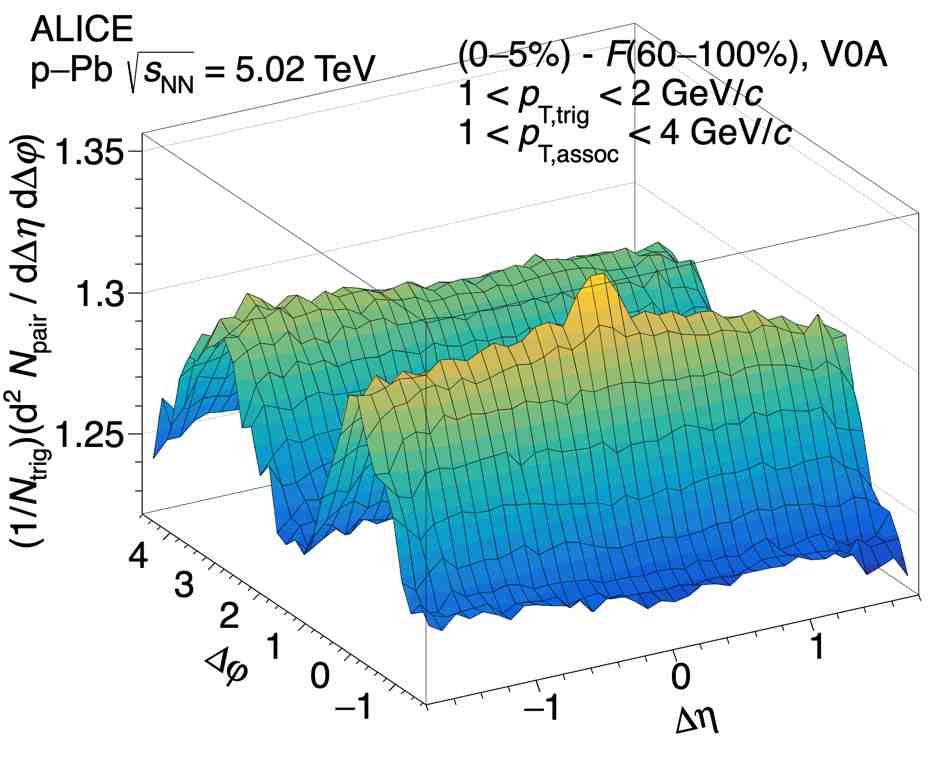 ALICE
p–Pb √sNN = 5.02 TeV
(0–5%) - F(60–100%), V0A
1 < pT,trig < 2 GeV/c
1 < pT,assoc < 4 GeV/c
(1/Ntrig)(d² Npair / dΔη dΔφ)
1.35
1.3
1.25
4
3
2
1
0
−1
Δφ
−1
0
1
Δη